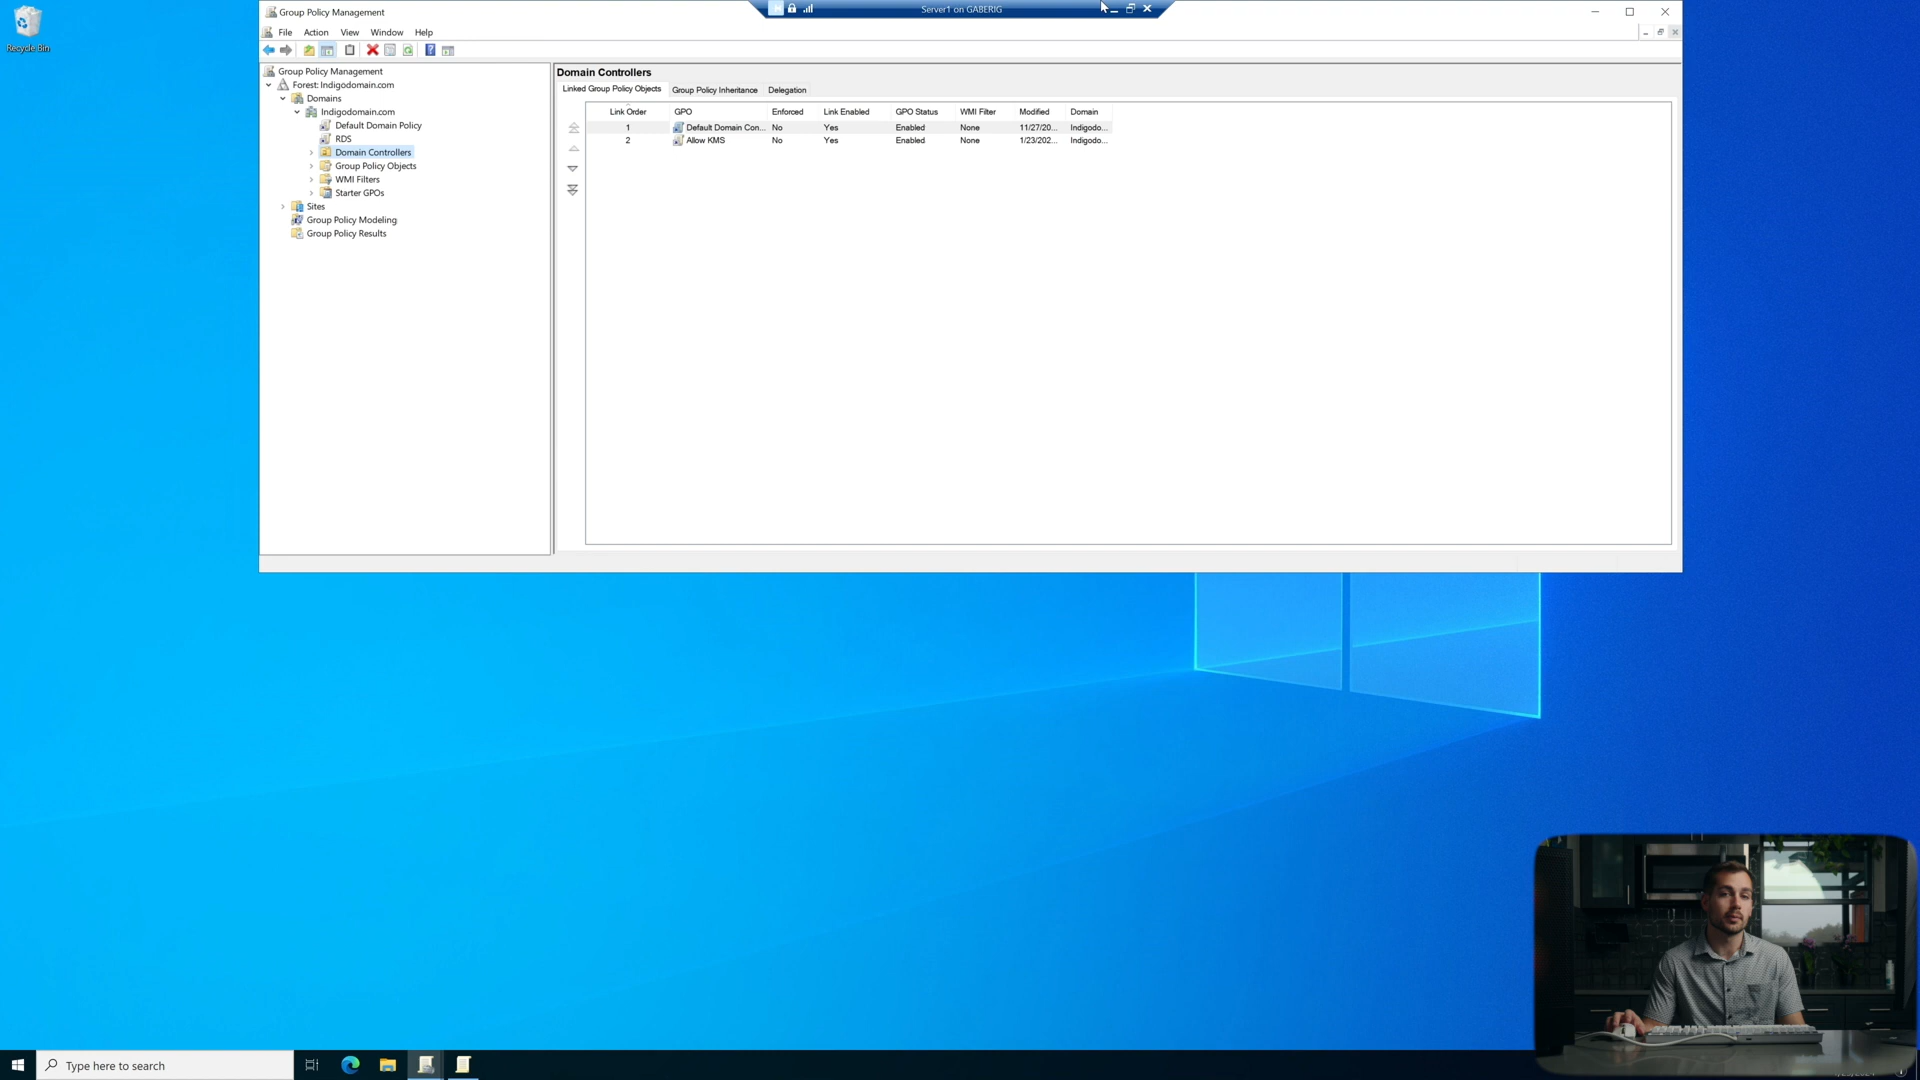 Recycle Bin
Group Policy Management
Server1 on GABERIG
File Action View Window Help
Group Policy Management
Forest: Indigodomain.com
Domains
Indigodomain.com
Default Domain Policy
RDS
Domain Controllers
Group Policy Objects
WMI Filters
Starter GPOs
Sites
Group Policy Modeling
Group Policy Results
Domain Controllers
Linked Group Policy Objects Group Policy Inheritance Delegation
Link Order GPO Enforced Link Enabled GPO Status WMI Filter Modified Domain
1 Default Domain Con... No Yes Enabled None 11/27/20... Indigodo...
2 Allow KMS No Yes Enabled None 1/23/202... Indigodo...
Type here to search